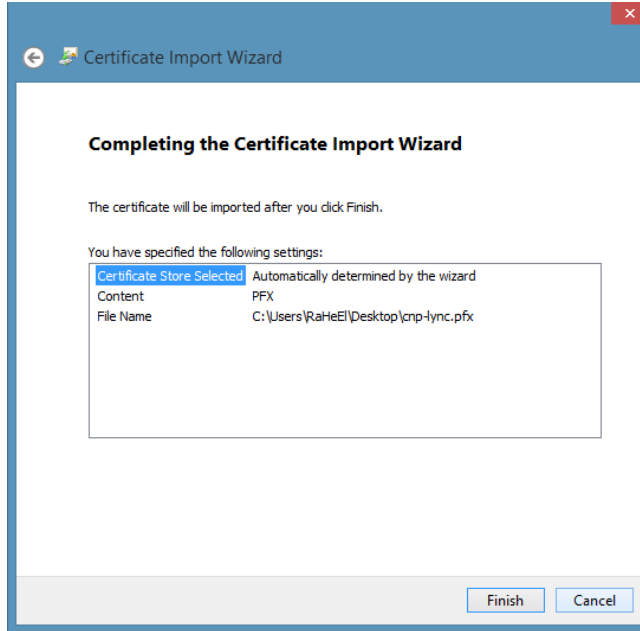 Certificate Import Wizard
Completing the Certificate Import Wizard
The certificate will be imported after you click Finish.
You have specified the following settings:
Certificate Store Selected Automatically determined by the wizard
Content PFX
File Name C:\Users\RaHeEl\Desktop\cnp-lync.pfx
Finish Cancel